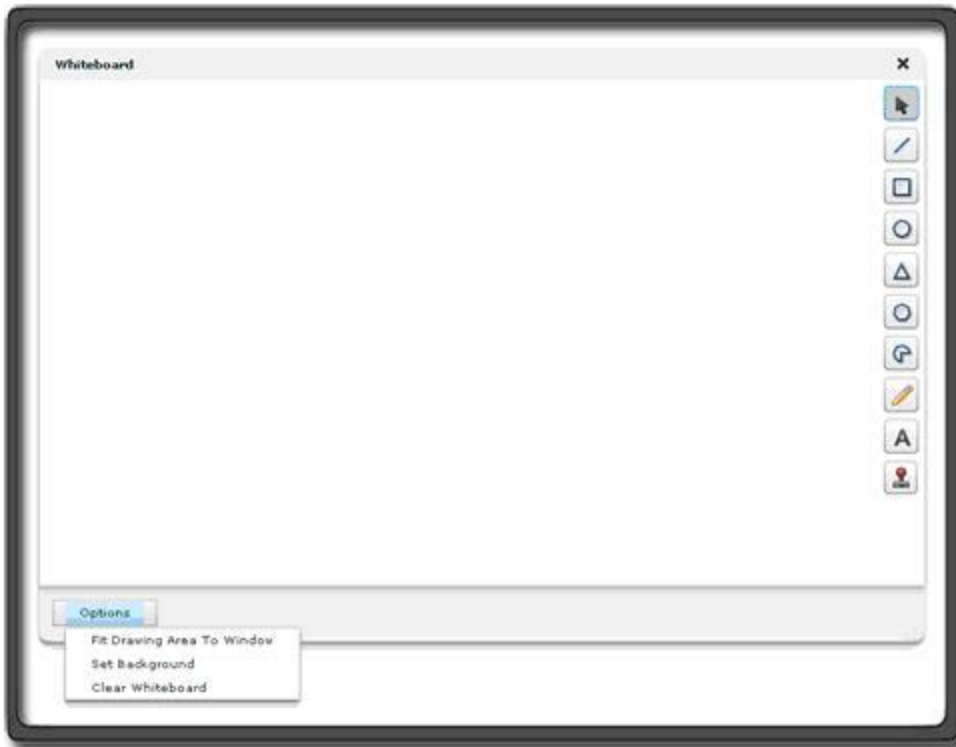 Whiteboard
A
Options
Fit Drawing Area To Window
Set Background
Clear Whiteboard